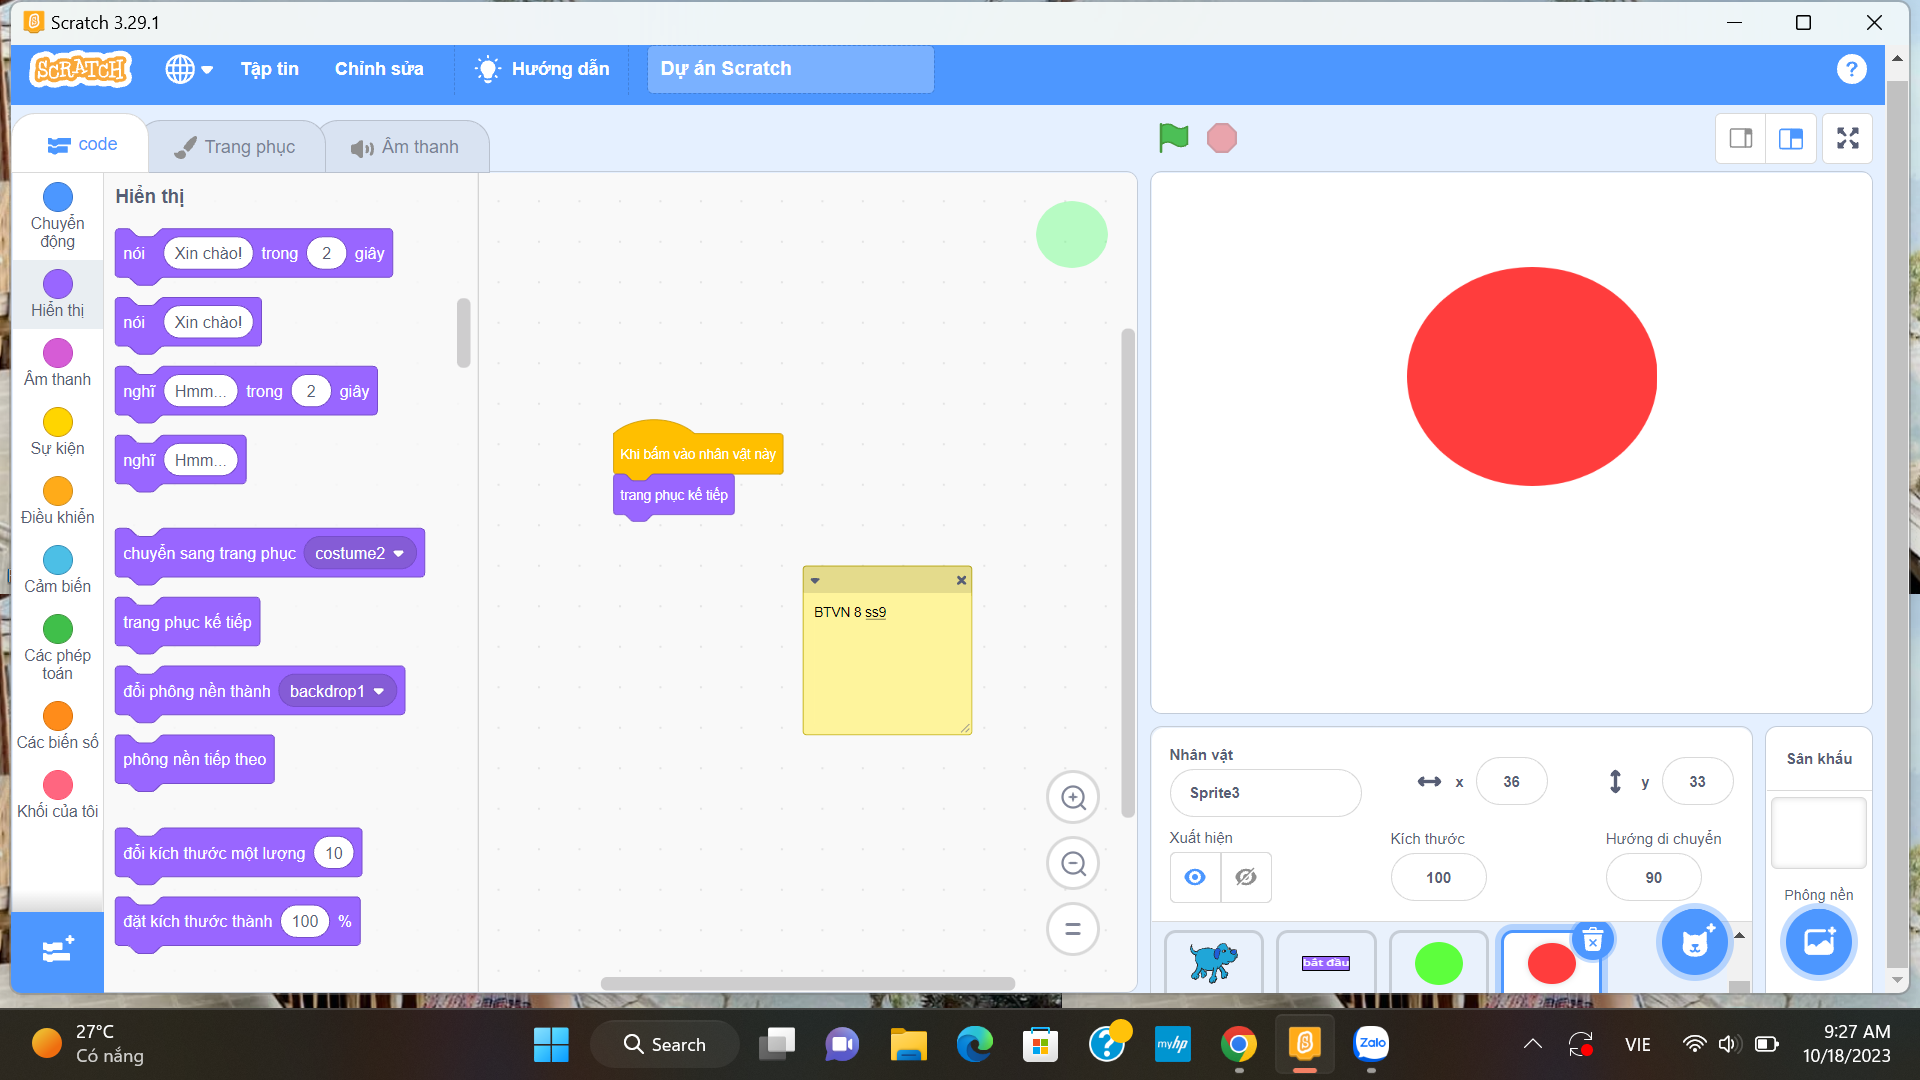 Scratch 3.29.1
SCRATCH
Tập tin
Chỉnh sửa
Hướng dẫn
Dự án Scratch
?
code
Trang phục
Âm thanh
Chuyển động
Hiển thị
Âm thanh
Sự kiện
Điều khiển
Cảm biến
Các phép toán
Các biến số
Khối của tôi
Hiển thị
nói Xin chào! trong 2 giây
nói Xin chào!
nghĩ Hmm... trong 2 giây
nghĩ Hmm...
chuyển sang trang phục costume2
trang phục kế tiếp
đổi phông nền thành backdrop1
phông nền tiếp theo
đổi kích thước một lượng 10
đặt kích thước thành 100 %
Khi bấm vào nhân vật này
trang phục kế tiếp
BTVN 8 ss9
Nhân vật
Sprite3
x 36
y 33
Xuất hiện
Kích thước
100
Hướng di chuyển
90
bắt đầu
Sân khấu
Phông nền
27°C
Có nắng
Search
myhp
Zalo
VIE
9:27 AM
10/18/2023